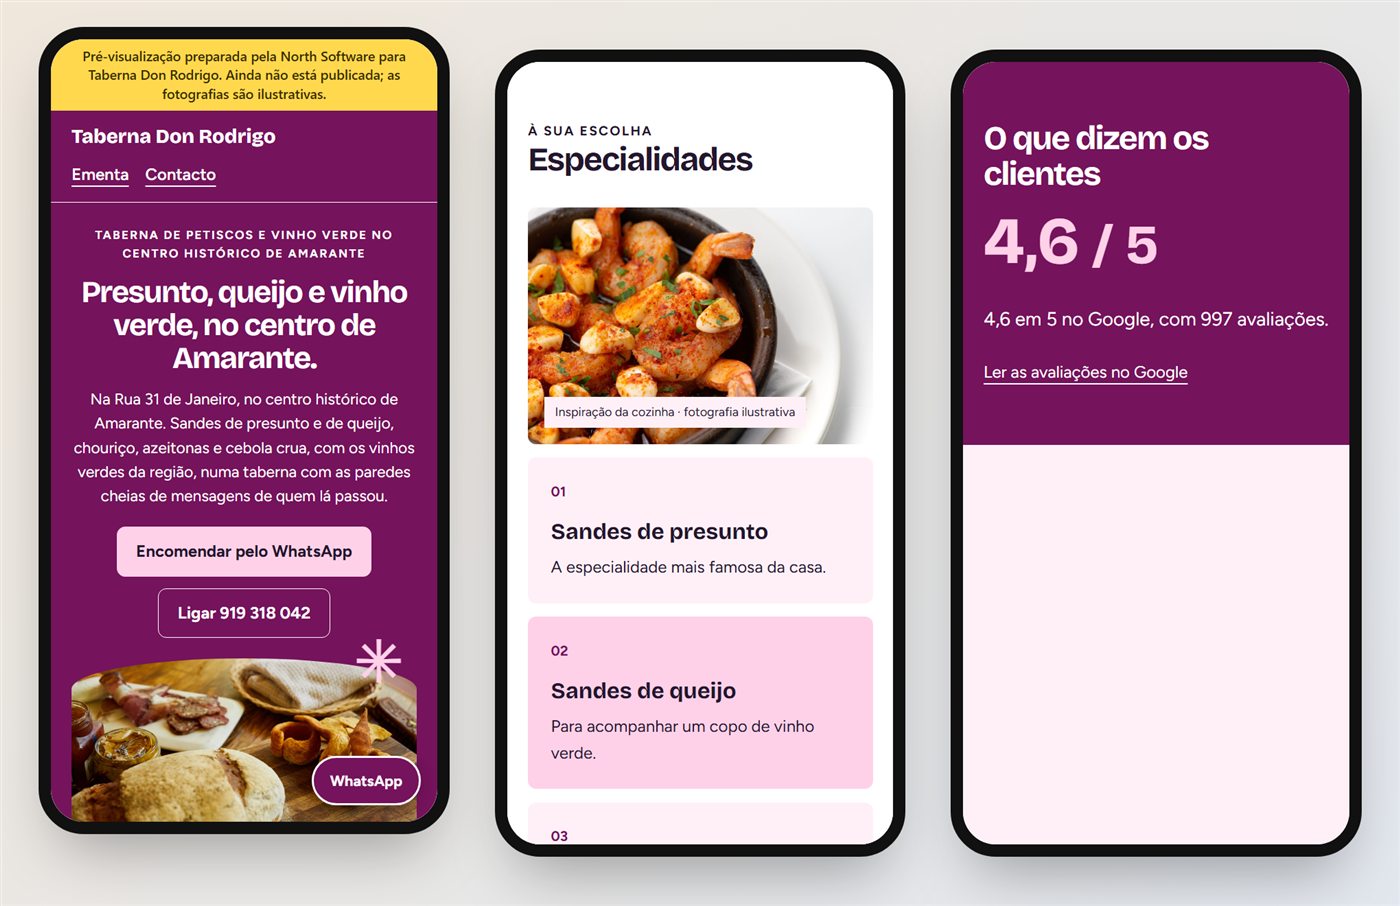 Pré-visualização preparada pela North Software para
Taberna Don Rodrigo. Ainda não está publicada; as
fotografias são ilustrativas.
Taberna Don Rodrigo
Ementa Contacto
TABERNA DE PETISCOS E VINHO VERDE NO
CENTRO HISTÓRICO DE AMARANTE
Presunto, queijo e vinho
verde, no centro de
Amarante.
Na Rua 31 de Janeiro, no centro histórico de
Amarante. Sandes de presunto e de queijo,
chouriço, azeitonas e cebola crua, com os vinhos
verdes da região, numa taberna com as paredes
cheias de mensagens de quem lá passou.
Encomendar pelo WhatsApp
Ligar 919 318 042
WhatsApp
À SUA ESCOLHA
Especialidades
Inspiração da cozinha · fotografia ilustrativa
01
Sandes de presunto
A especialidade mais famosa da casa.
02
Sandes de queijo
Para acompanhar um copo de vinho
verde.
03
O que dizem os
clientes
4,6 / 5
4,6 em 5 no Google, com 997 avaliações.
Ler as avaliações no Google